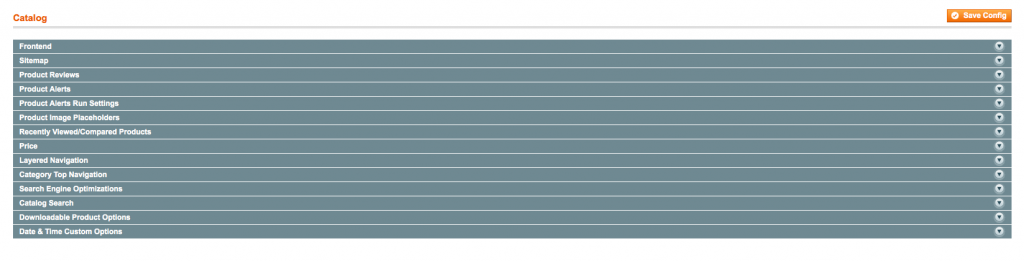 Catalog
Save Config
Frontend
Sitemap
Product Reviews
Product Alerts
Product Alerts Run Settings
Product Image Placeholders
Recently Viewed/Compared Products
Price
Layered Navigation
Category Top Navigation
Search Engine Optimizations
Catalog Search
Downloadable Product Options
Date & Time Custom Options